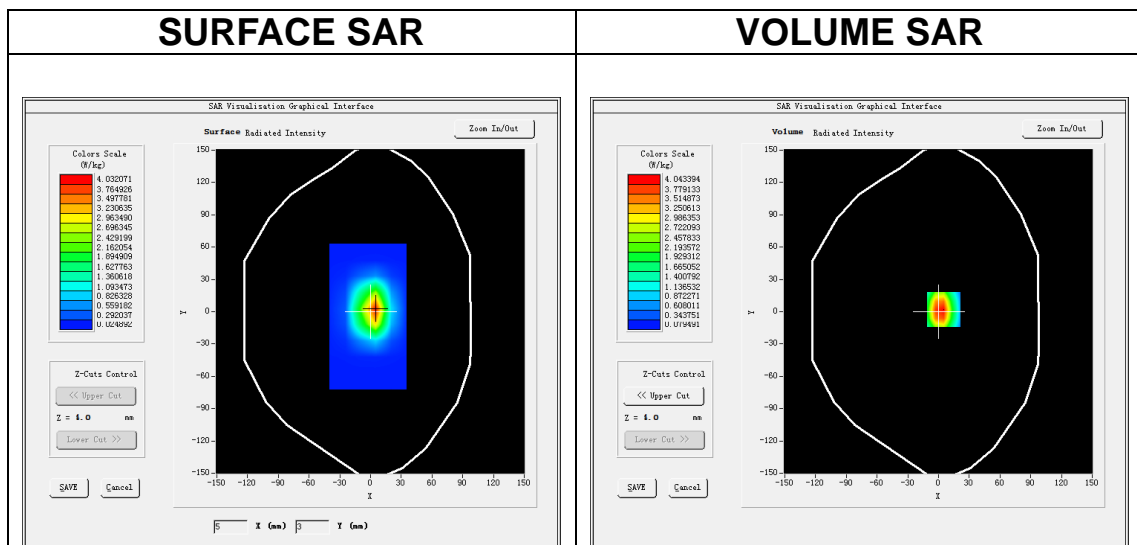 SURFACE SAR
VOLUME SAR
SAR Visualisation Graphical Interface
Surface Radiated Intensity
Zoom In/Out
Colors Scale
(W/kg)
4.032071
3.764926
3.497781
3.230635
2.963490
2.696345
2.429199
2.162054
1.894909
1.627763
1.360618
1.093473
0.826328
0.559182
0.292037
0.024892
Z-Cuts Control
<< Upper Cut
Z = 4.0 mm
Lower Cut >>
SAVE Cancel
150
120
90
60
30
0
-30
-60
-90
-120
-150
Y
-150 -120 -90 -60 -30 0 30 60 90 120 150
X
5 X (mm) 3 Y (mm)
SAR Visualisation Graphical Interface
Volume Radiated Intensity
Zoom In/Out
Colors Scale
(W/kg)
4.043394
3.779133
3.514873
3.250613
2.986353
2.722093
2.457833
2.193572
1.929312
1.665052
1.400792
1.136532
0.872271
0.608011
0.343751
0.079491
Z-Cuts Control
<< Upper Cut
Z = 4.0 mm
Lower Cut >>
SAVE Cancel
150
120
90
60
30
0
-30
-60
-90
-120
-150
Y
-150 -120 -90 -60 -30 0 30 60 90 120 150
X